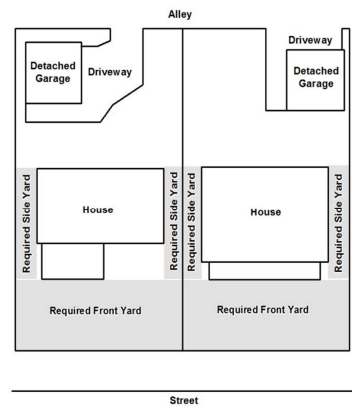 Alley
Driveway
Detached
Garage
Driveway
Detached
Garage
Required Side Yard
House
Required Side Yard
Required Side Yard
House
Required Side Yard
Required Front Yard
Required Front Yard
Street